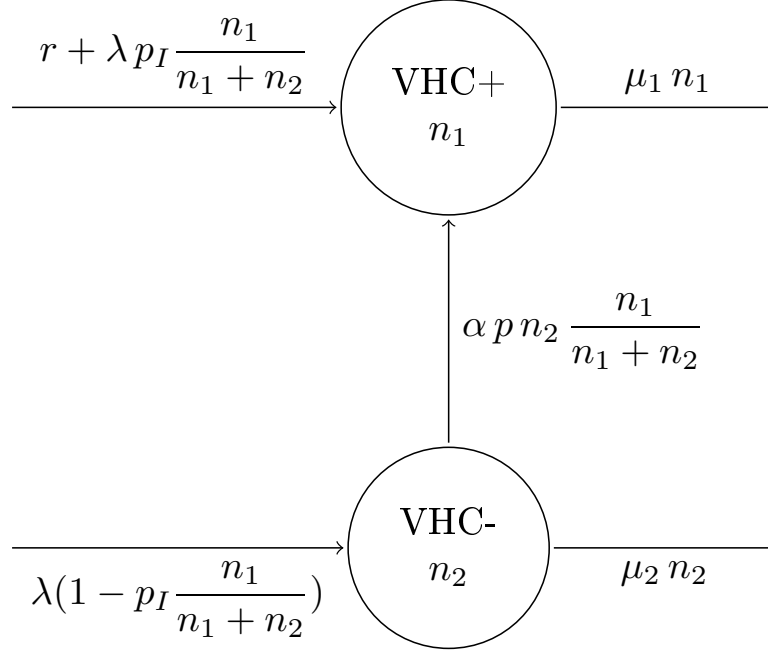 r + λ p_I n_1 / (n_1 + n_2)
VHC+
n_1
μ_1 n_1
α p n_2 n_1 / (n_1 + n_2)
VHC-
n_2
λ(1 − p_I n_1 / (n_1 + n_2))
μ_2 n_2